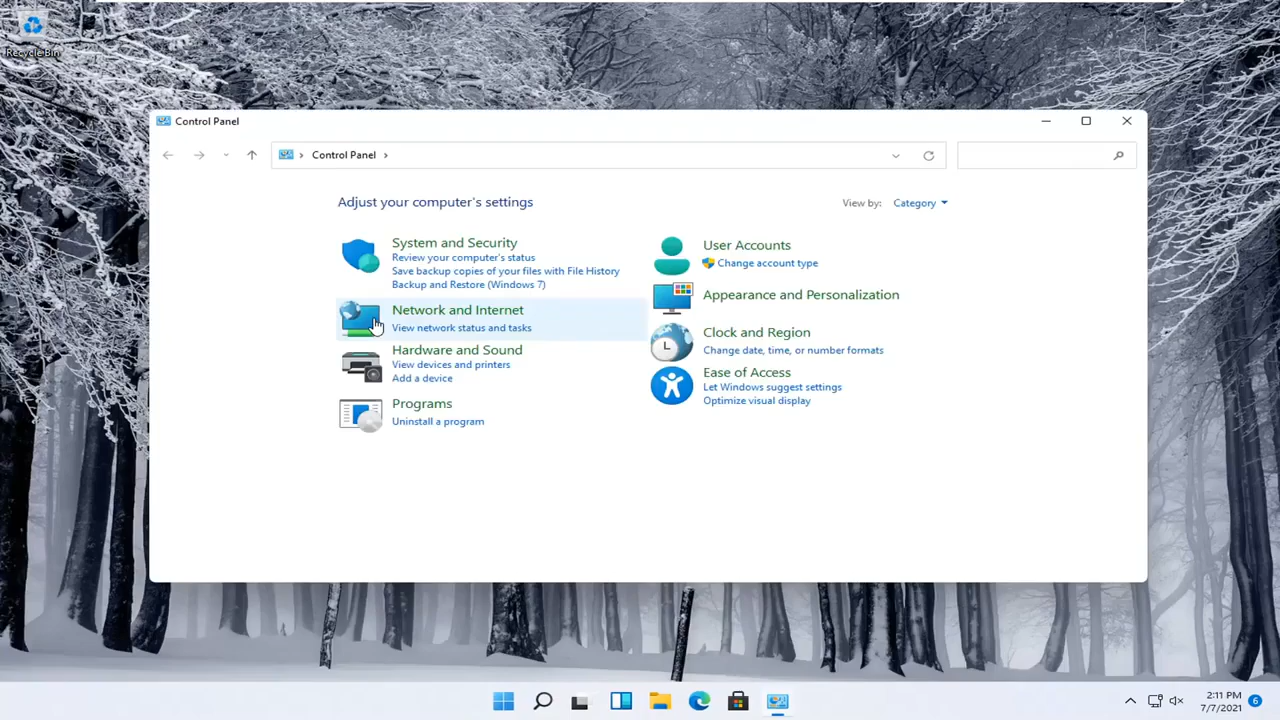 Recycle Bin
Control Panel
Control Panel
Adjust your computer's settings
View by: Category
System and Security
Review your computer's status
Save backup copies of your files with File History
Backup and Restore (Windows 7)
Network and Internet
View network status and tasks
Hardware and Sound
View devices and printers
Add a device
Programs
Uninstall a program
User Accounts
Change account type
Appearance and Personalization
Clock and Region
Change date, time, or number formats
Ease of Access
Let Windows suggest settings
Optimize visual display
2:11 PM
7/7/2021
6